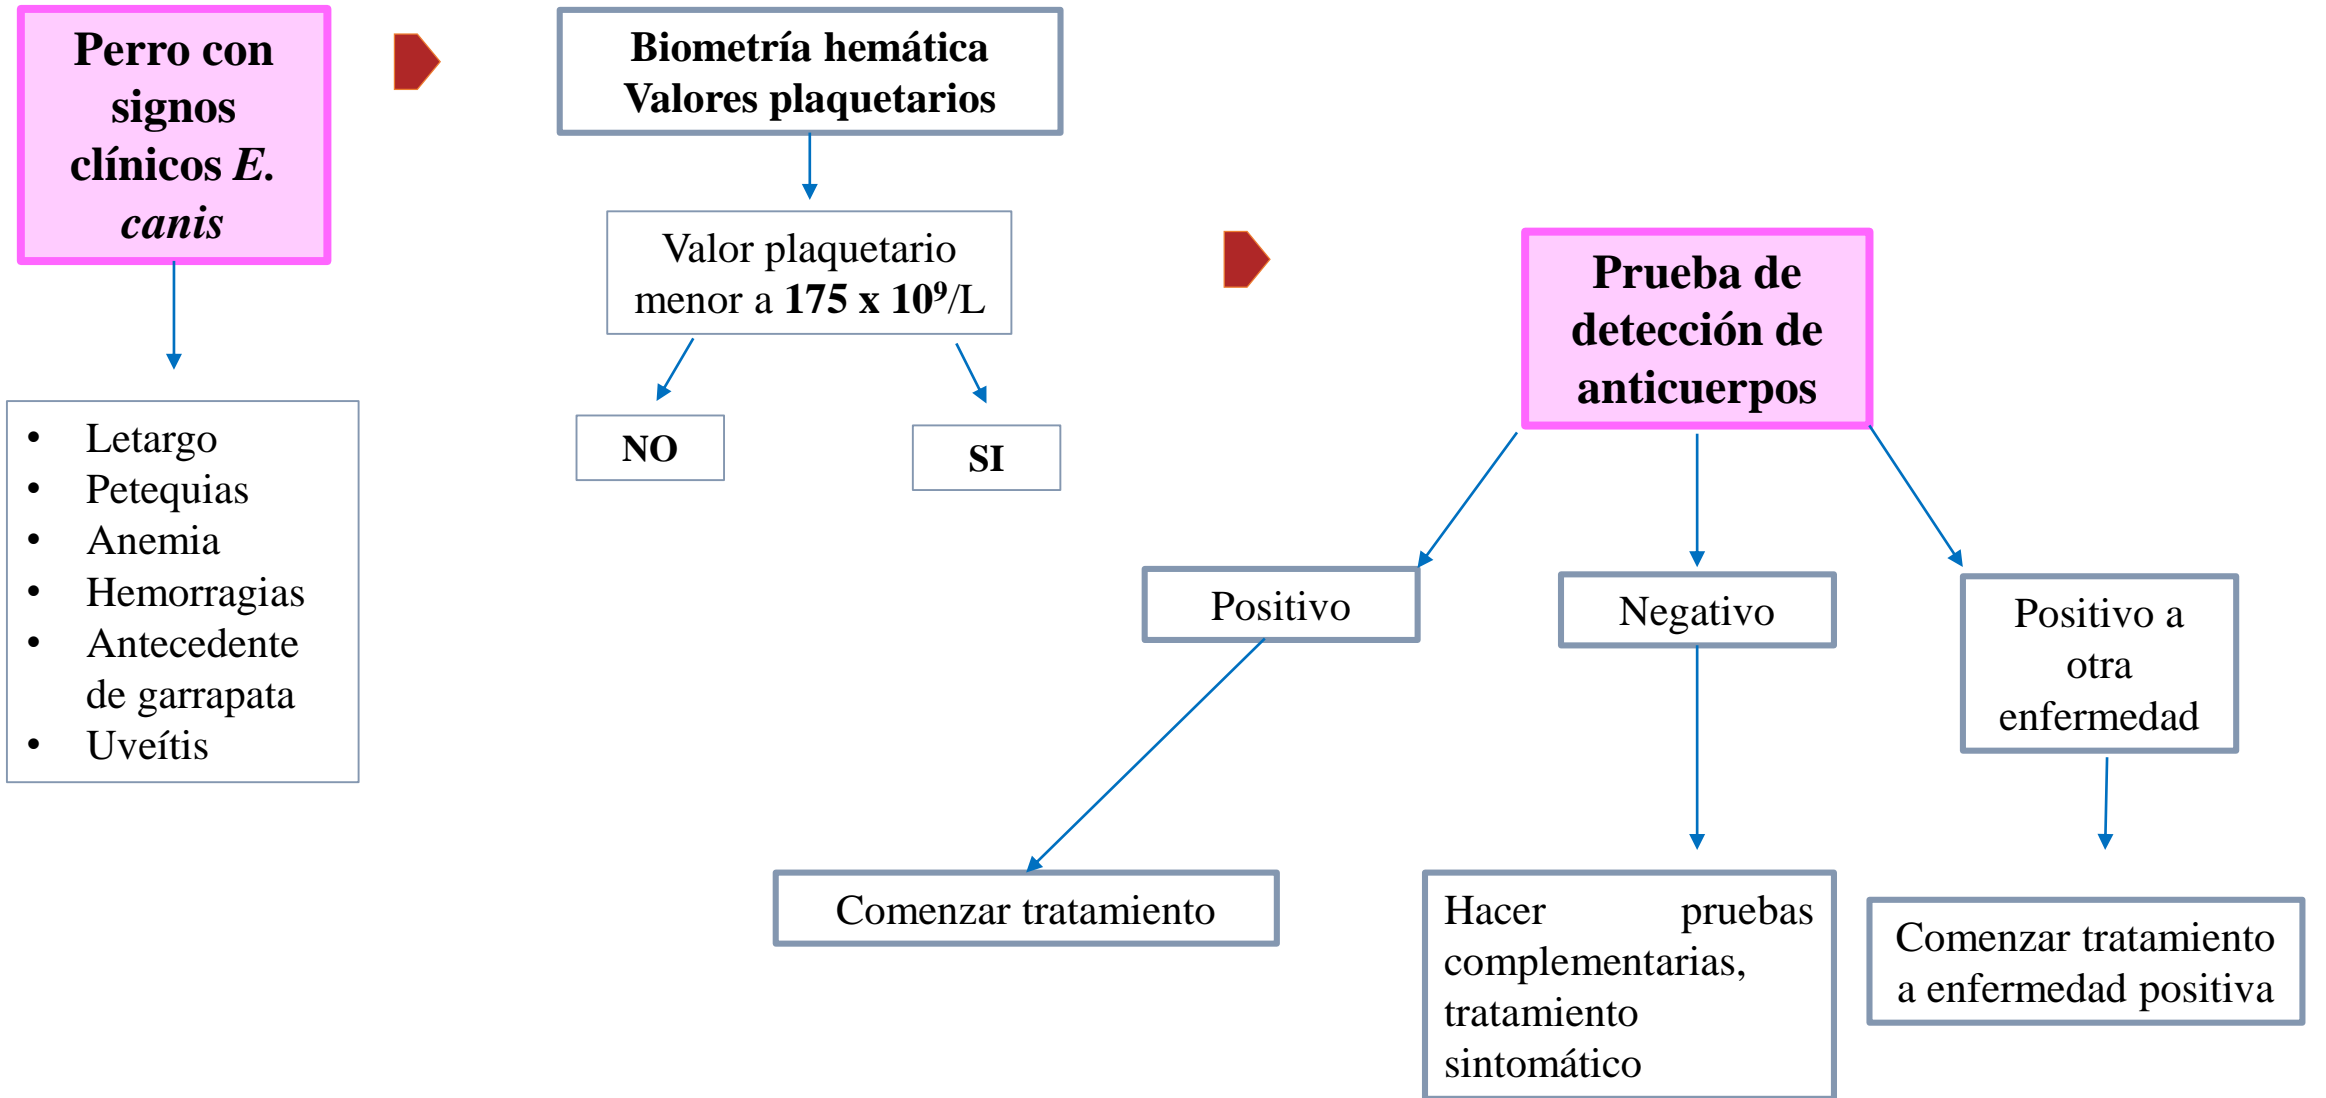 Perro con
signos
clínicos E.
canis
• Letargo
• Petequias
• Anemia
• Hemorragias
• Antecedente
de garrapata
• Uveítis
Biometría hemática
Valores plaquetarios
Valor plaquetario
menor a 175 x 10⁹/L
NO
SI
Prueba de
detección de
anticuerpos
Positivo
Negativo
Positivo a
otra
enfermedad
Comenzar tratamiento
Hacer pruebas
complementarias,
tratamiento
sintomático
Comenzar tratamiento
a enfermedad positiva